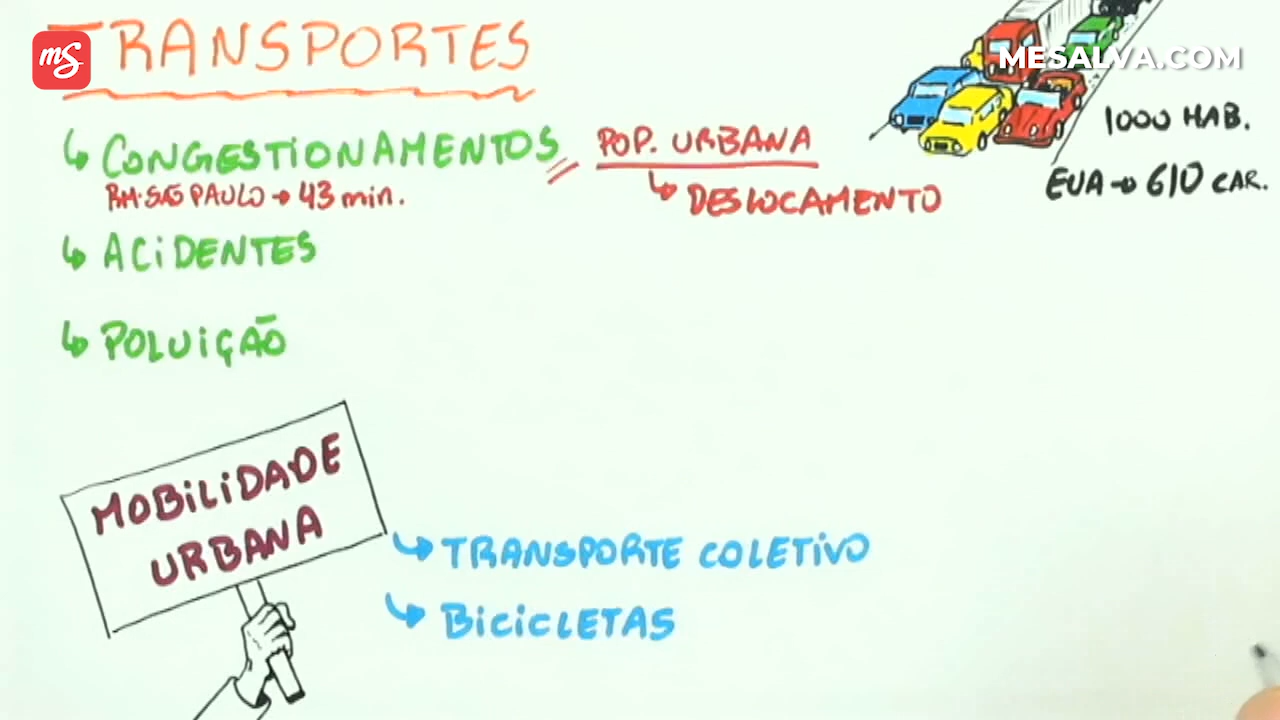 TRANSPORTES
mS
MESALVA.COM
↳ CONGESTIONAMENTOS
RM. SÃO PAULO → 43 min.
POP. URBANA
↳ DESLOCAMENTO
1000 HAB.
EUA → 610 CAR.
↳ ACIDENTES
↳ POLUIÇÃO
MOBILIDADE
URBANA
↳ TRANSPORTE COLETIVO
↳ BICICLETAS